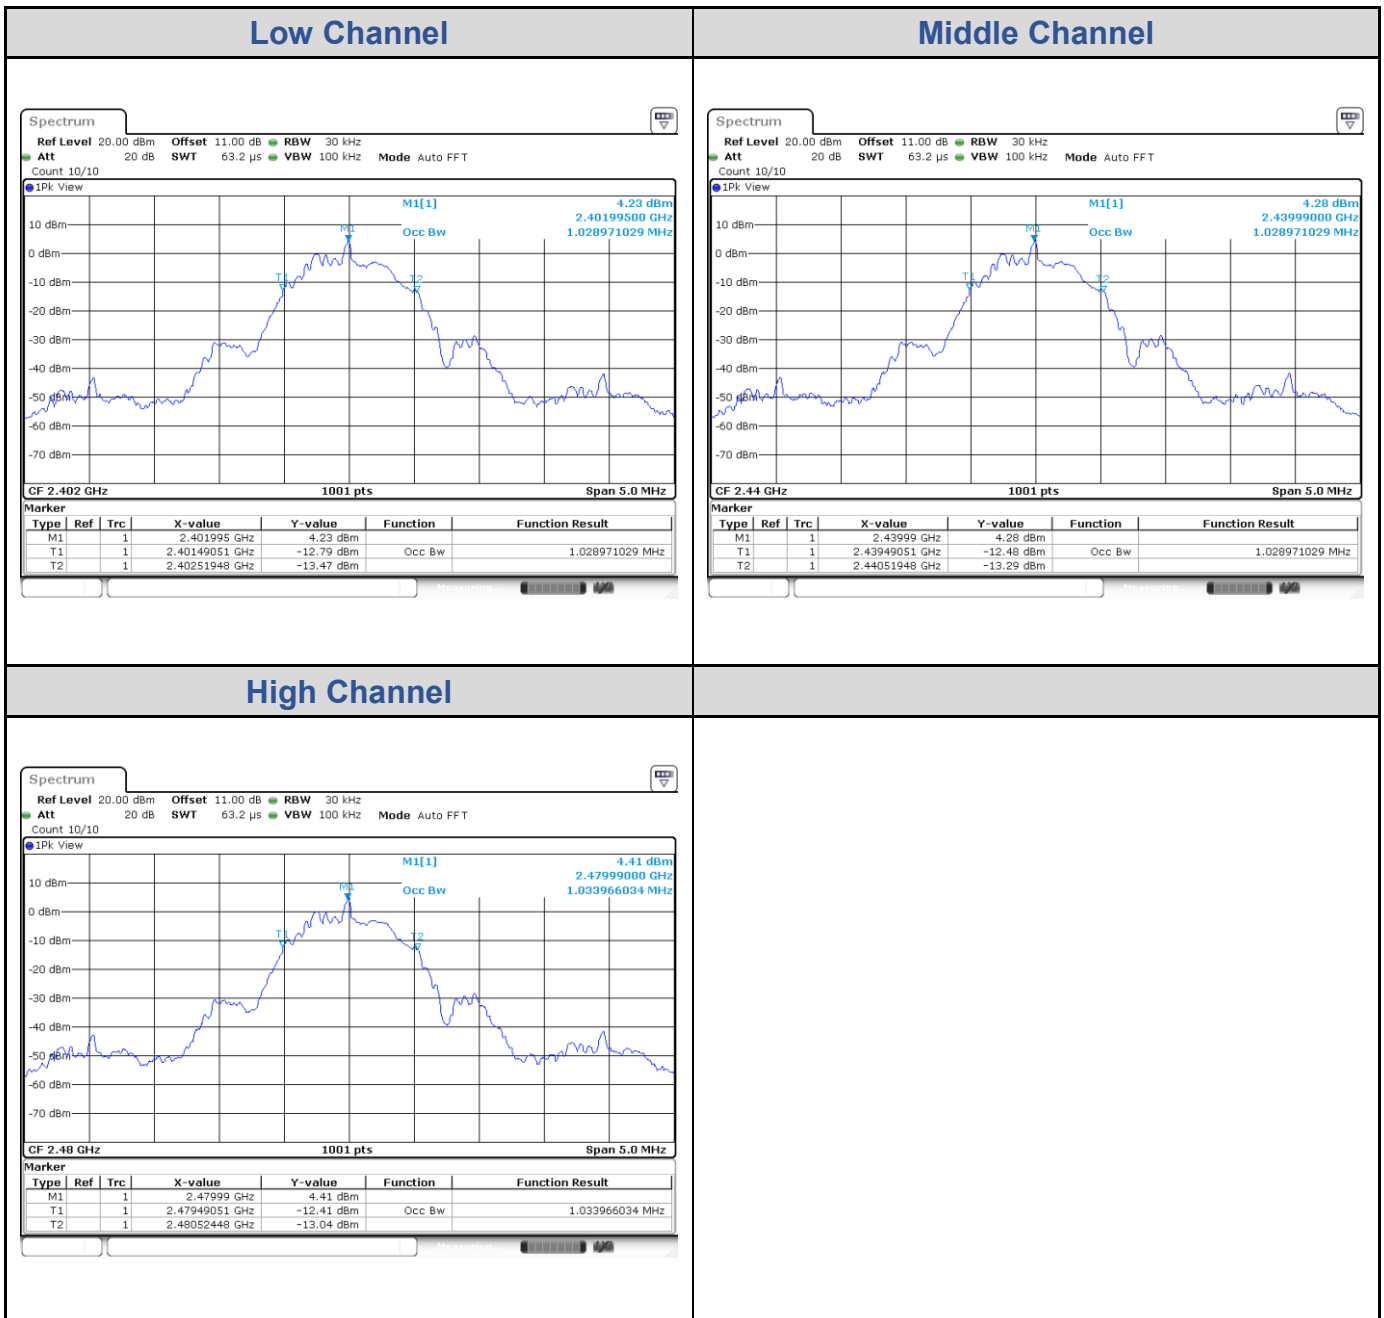 Low Channel
Middle Channel
Spectrum
Ref Level 20.00 dBm Offset 11.00 dB RBW 30 kHz
Att 20 dB SWT 63.2 µs VBW 100 kHz Mode Auto FFT
Count 10/10
1Pk View
M1[1] 4.23 dBm
2.40199500 GHz
Occ Bw 1.028971029 MHz
10 dBm
M1
0 dBm
T1
T2
-10 dBm
-20 dBm
-30 dBm
-40 dBm
-50 dBm
-60 dBm
-70 dBm
CF 2.402 GHz 1001 pts Span 5.0 MHz
Marker
Type Ref Trc X-value Y-value Function Function Result
M1 1 2.401995 GHz 4.23 dBm
T1 1 2.40149051 GHz -12.79 dBm Occ Bw 1.028971029 MHz
T2 1 2.40251948 GHz -13.47 dBm
Measuring...
Spectrum
Ref Level 20.00 dBm Offset 11.00 dB RBW 30 kHz
Att 20 dB SWT 63.2 µs VBW 100 kHz Mode Auto FFT
Count 10/10
1Pk View
M1[1] 4.28 dBm
2.43999000 GHz
Occ Bw 1.028971029 MHz
10 dBm
M1
0 dBm
T1
T2
-10 dBm
-20 dBm
-30 dBm
-40 dBm
-50 dBm
-60 dBm
-70 dBm
CF 2.44 GHz 1001 pts Span 5.0 MHz
Marker
Type Ref Trc X-value Y-value Function Function Result
M1 1 2.43999 GHz 4.28 dBm
T1 1 2.43949051 GHz -12.48 dBm Occ Bw 1.028971029 MHz
T2 1 2.44051948 GHz -13.29 dBm
Measuring...
High Channel
Spectrum
Ref Level 20.00 dBm Offset 11.00 dB RBW 30 kHz
Att 20 dB SWT 63.2 µs VBW 100 kHz Mode Auto FFT
Count 10/10
1Pk View
M1[1] 4.41 dBm
2.47999000 GHz
Occ Bw 1.033966034 MHz
10 dBm
M1
0 dBm
T1
T2
-10 dBm
-20 dBm
-30 dBm
-40 dBm
-50 dBm
-60 dBm
-70 dBm
CF 2.48 GHz 1001 pts Span 5.0 MHz
Marker
Type Ref Trc X-value Y-value Function Function Result
M1 1 2.47999 GHz 4.41 dBm
T1 1 2.47949051 GHz -12.41 dBm Occ Bw 1.033966034 MHz
T2 1 2.48052448 GHz -13.04 dBm
Measuring...